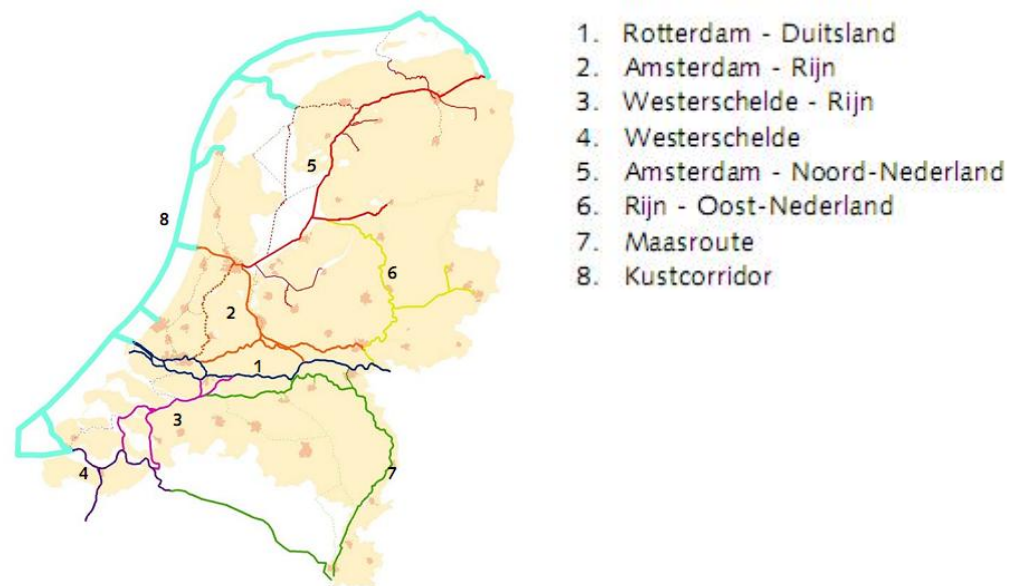 5
8
6
2
1
3
4
7
1. Rotterdam - Duitsland
2. Amsterdam - Rijn
3. Westerschelde - Rijn
4. Westerschelde
5. Amsterdam - Noord-Nederland
6. Rijn - Oost-Nederland
7. Maasroute
8. Kustcorridor